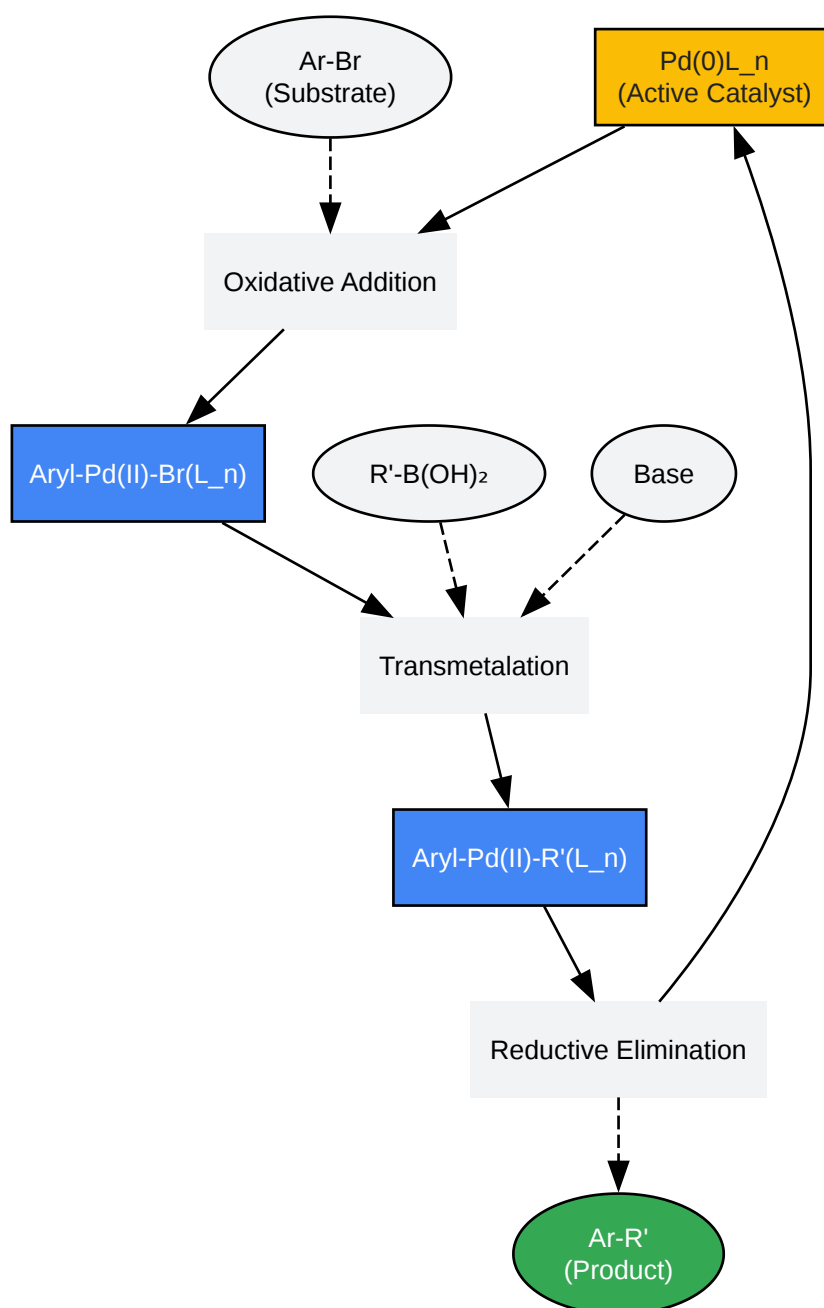 Ar-Br
(Substrate)
Pd(0)L_n
(Active Catalyst)
Oxidative Addition
Aryl-Pd(II)-Br(L_n)
R'-B(OH)₂
Base
Transmetalation
Aryl-Pd(II)-R'(L_n)
Reductive Elimination
Ar-R'
(Product)